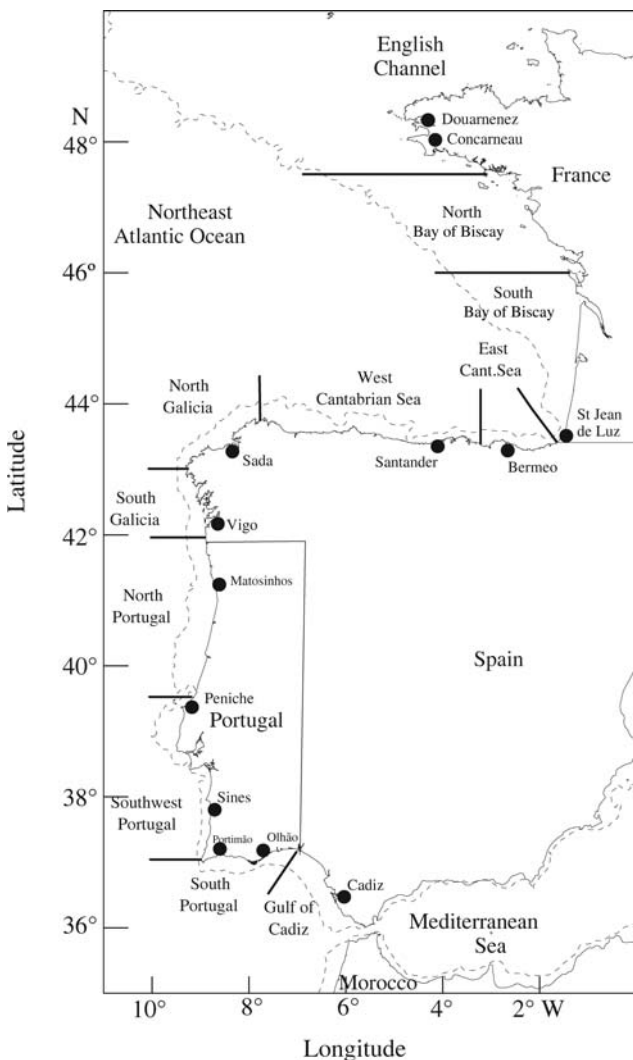 English
Channel
N
Douarnenez
48°
Concarneau
France
Northeast
Atlantic Ocean
North
Bay of Biscay
46°
South
Bay of Biscay
East
Cant.Sea
West
Cantabrian Sea
North
Galicia
44°
St Jean
de Luz
Latitude
Sada
Santander
Bermeo
South
Galicia
Vigo
42°
Matosinhos
North
Portugal
Spain
40°
Peniche
Portugal
38°
Sines
Southwest
Portugal
Portimão
Olhão
South
Portugal
Gulf of
Cadiz
Cadiz
36°
Mediterranean
Sea
Morocco
10° 8° 6° 4° 2° W
Longitude